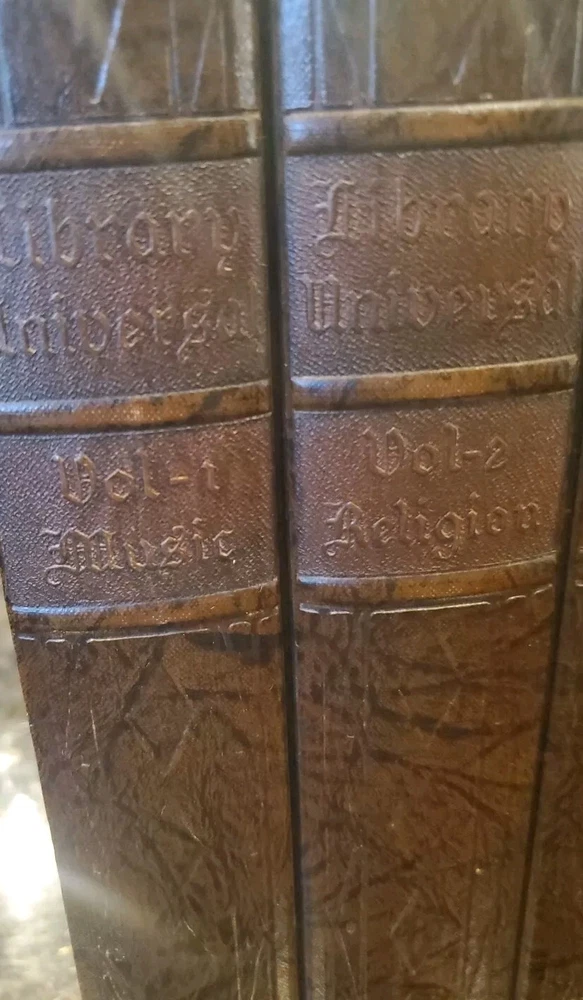 Library
Universal
Vol-1
Music
Library
Universal
Vol-2
Religion